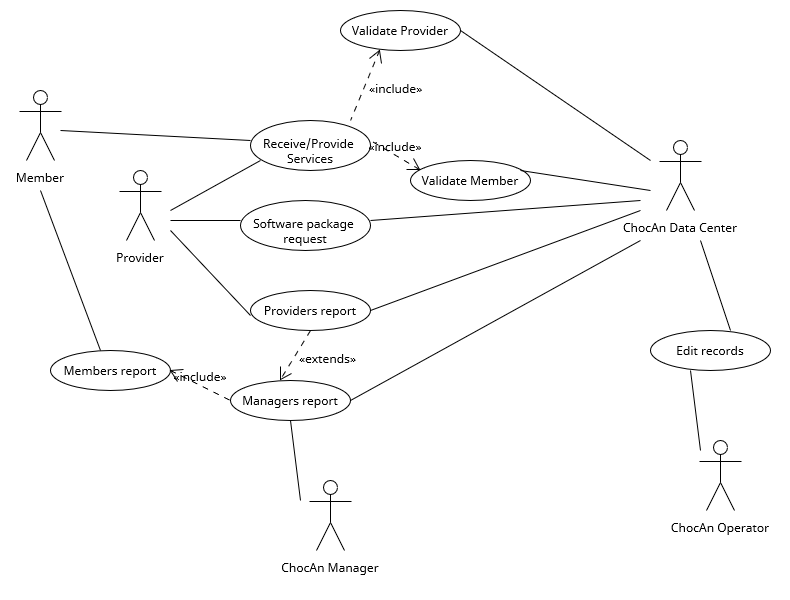 Validate Provider
«include»
Receive/Provide
Services
«include»
Member
Validate Member
Provider
Software package
request
ChocAn Data Center
Providers report
«extends»
Edit records
Members report
«include»
Managers report
ChocAn Operator
ChocAn Manager